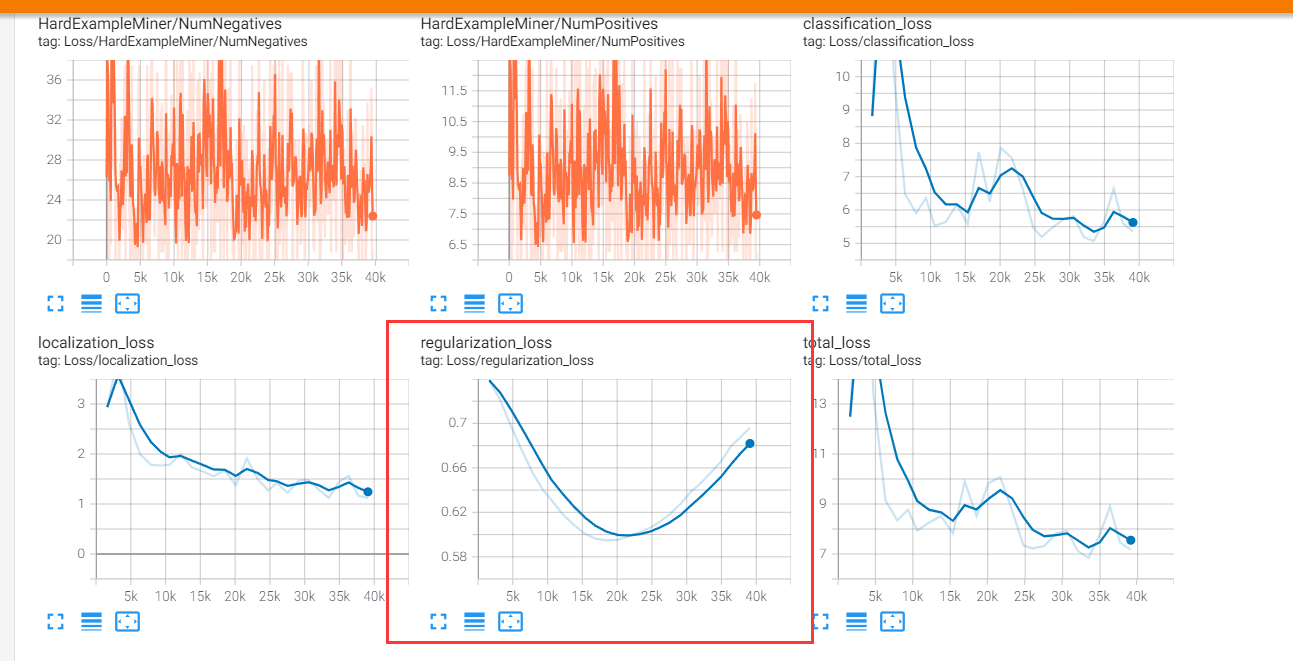 HardExampleMiner/NumNegatives
tag: Loss/HardExampleMiner/NumNegatives
36
32
28
24
20
0 5k 10k 15k 20k 25k 30k 35k 40k
HardExampleMiner/NumPositives
tag: Loss/HardExampleMiner/NumPositives
11.5
10.5
9.5
8.5
7.5
6.5
0 5k 10k 15k 20k 25k 30k 35k 40k
classification_loss
tag: Loss/classification_loss
10
9
8
7
6
5
5k 10k 15k 20k 25k 30k 35k 40k
localization_loss
tag: Loss/localization_loss
3
2
1
0
5k 10k 15k 20k 25k 30k 35k 40k
regularization_loss
tag: Loss/regularization_loss
0.7
0.66
0.62
0.58
5k 10k 15k 20k 25k 30k 35k 40k
total_loss
tag: Loss/total_loss
13
11
9
7
5k 10k 15k 20k 25k 30k 35k 40k